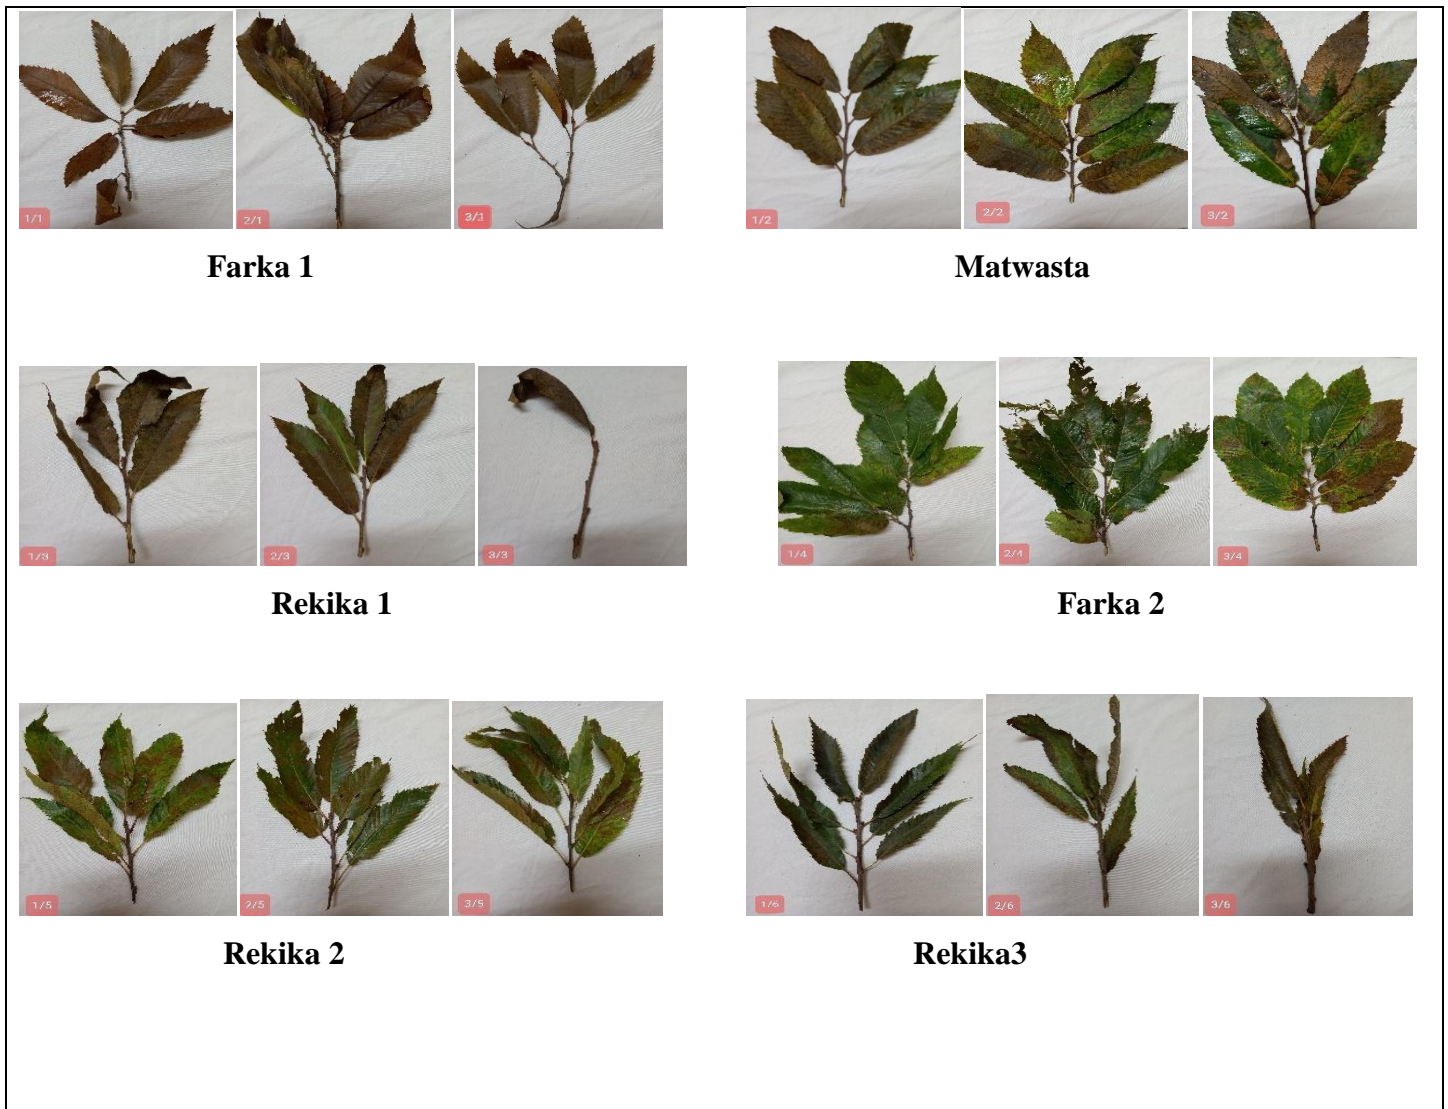 1/1 2/1 3/1 1/2 2/2 3/2
Farka 1 Matwasta
1/3 2/3 3/3 1/4 2/4 3/4
Rekika 1 Farka 2
1/5 2/5 3/5 1/6 2/6 3/6
Rekika 2 Rekika3